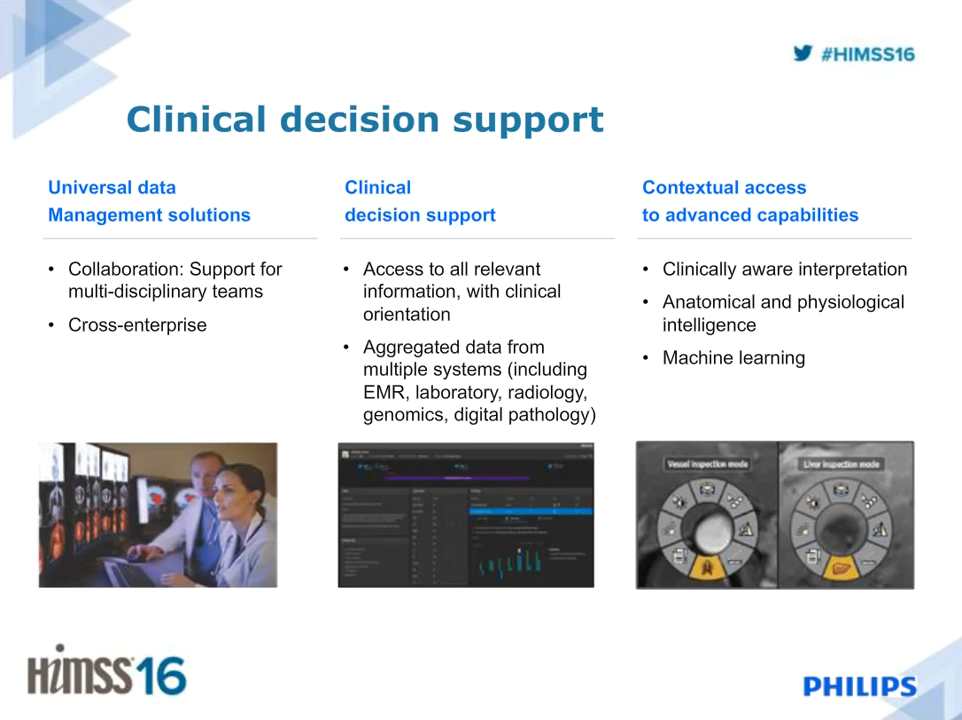 #HIMSS16
Clinical decision support
Universal data
Management solutions
• Collaboration: Support for
multi-disciplinary teams
• Cross-enterprise
Clinical
decision support
• Access to all relevant
information, with clinical
orientation
• Aggregated data from
multiple systems (including
EMR, laboratory, radiology,
genomics, digital pathology)
Contextual access
to advanced capabilities
• Clinically aware interpretation
• Anatomical and physiological
intelligence
• Machine learning
Vessel inspection mode
Liver inspection mode
HIMSS16
PHILIPS